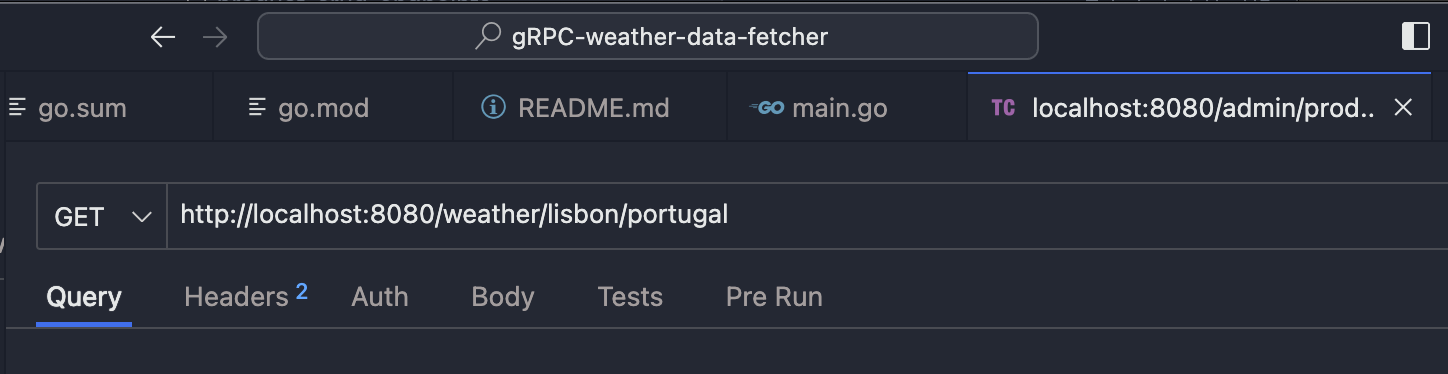 gRPC-weather-data-fetcher
go.sum go.mod README.md GO main.go TC localhost:8080/admin/prod..
GET http://localhost:8080/weather/lisbon/portugal
Query Headers 2 Auth Body Tests Pre Run